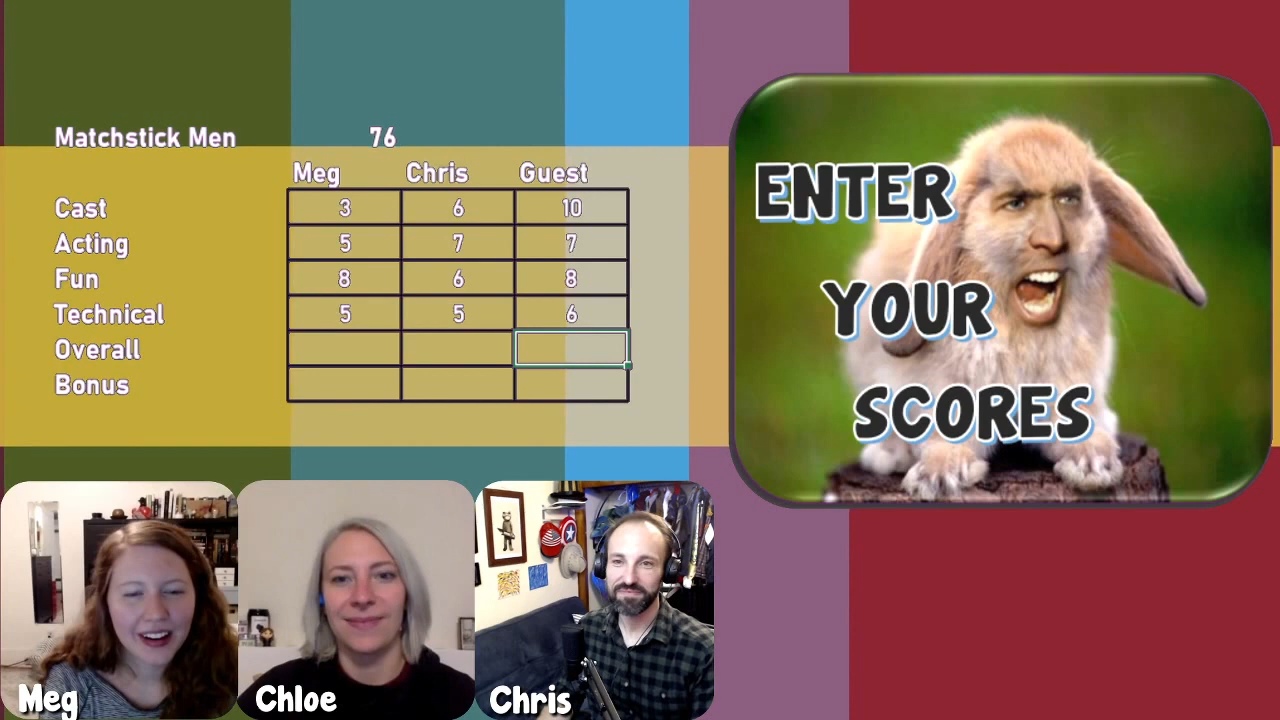 Matchstick Men 76
Meg Chris Guest
Cast 3 6 10
Acting 5 7 7
Fun 8 6 8
Technical 5 5 6
Overall
Bonus
ENTER
YOUR
SCORES
Meg
Chloe
Chris